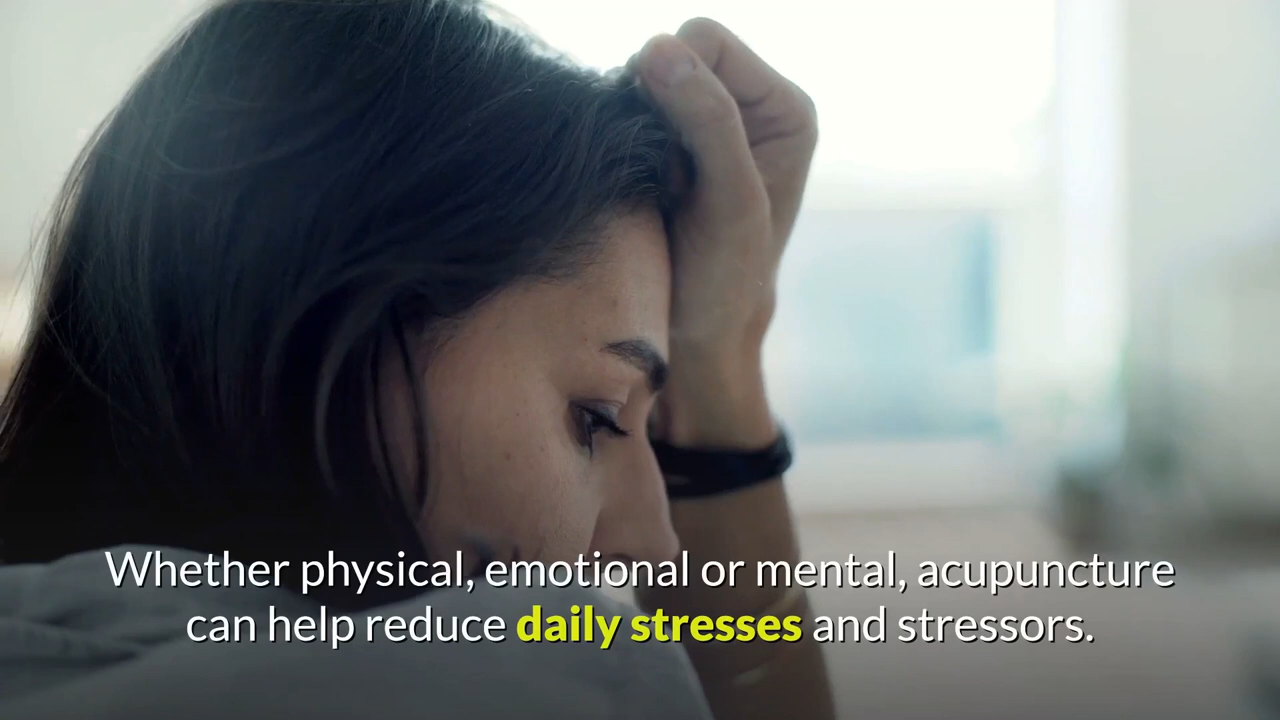 Whether physical, emotional or mental, acupuncture
can help reduce daily stresses and stressors.